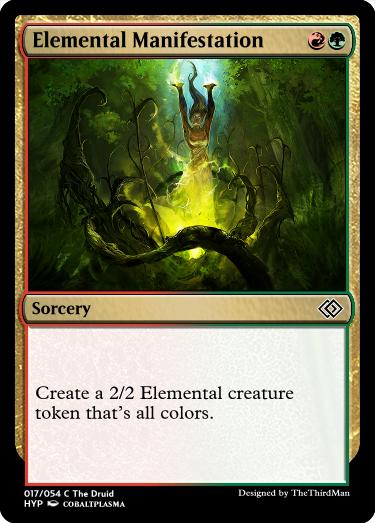 Elemental Manifestation
Sorcery
Create a 2/2 Elemental creature
token that's all colors.
017/054 C The Druid
Designed by TheThirdMan
HYP COBALTPLASMA